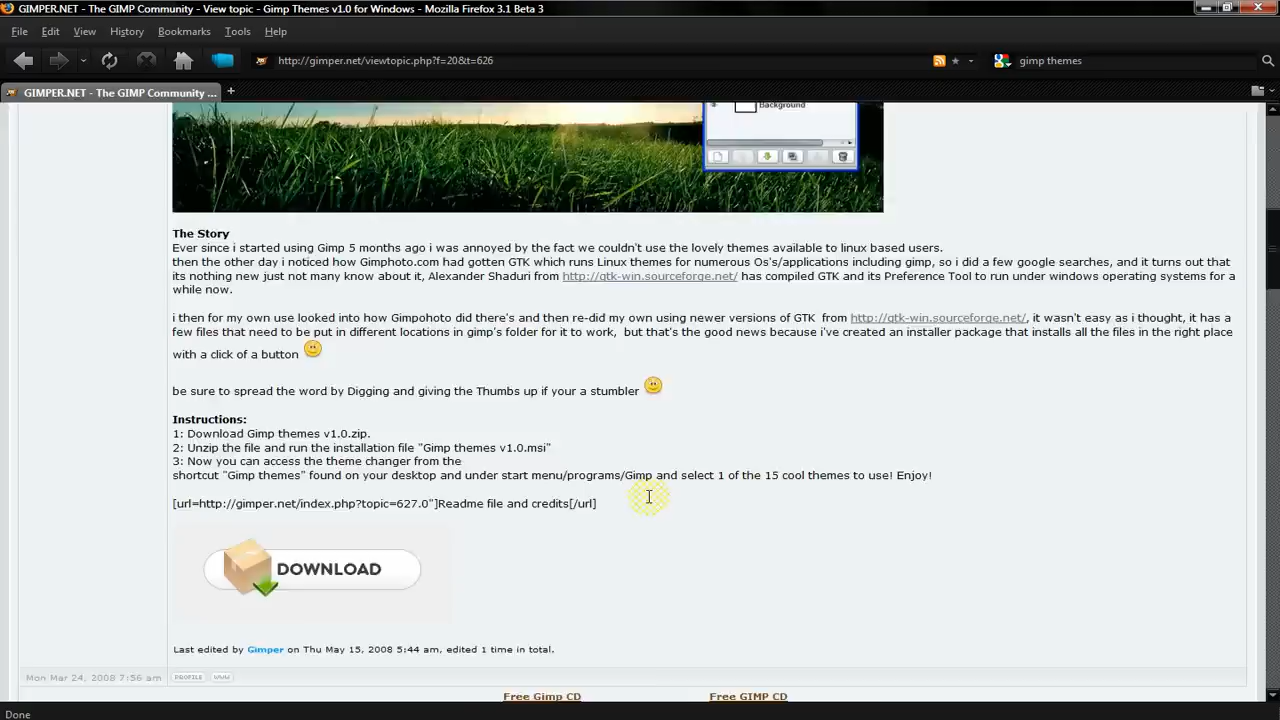 GIMPER.NET - The GIMP Community - View topic - Gimp Themes v1.0 for Windows - Mozilla Firefox 3.1 Beta 3
File Edit View History Bookmarks Tools Help
http://gimper.net/viewtopic.php?f=20&t=626
gimp themes
GIMPER.NET - The GIMP Community ...
Background
The Story
Ever since i started using Gimp 5 months ago i was annoyed by the fact we couldn't use the lovely themes available to linux based users.
then the other day i noticed how Gimphoto.com had gotten GTK which runs Linux themes for numerous Os's/applications including gimp, so i did a few google searches, and it turns out that
its nothing new just not many know about it, Alexander Shaduri from http://gtk-win.sourceforge.net/ has compiled GTK and its Preference Tool to run under windows operating systems for a
while now.
i then for my own use looked into how Gimpohoto did there's and then re-did my own using newer versions of GTK from http://gtk-win.sourceforge.net/, it wasn't easy as i thought, it has a
few files that need to be put in different locations in gimp's folder for it to work, but that's the good news because i've created an installer package that installs all the files in the right place
with a click of a button
be sure to spread the word by Digging and giving the Thumbs up if your a stumbler
Instructions:
1: Download Gimp themes v1.0.zip.
2: Unzip the file and run the installation file "Gimp themes v1.0.msi"
3: Now you can access the theme changer from the
shortcut "Gimp themes" found on your desktop and under start menu/programs/Gimp and select 1 of the 15 cool themes to use! Enjoy!
[url=http://gimper.net/index.php?topic=627.0"]Readme file and credits[/url]
DOWNLOAD
Last edited by Gimper on Thu May 15, 2008 5:44 am, edited 1 time in total.
Mon Mar 24, 2008 7:56 am
PROFILE WWW
Free Gimp CD Free GIMP CD
Done